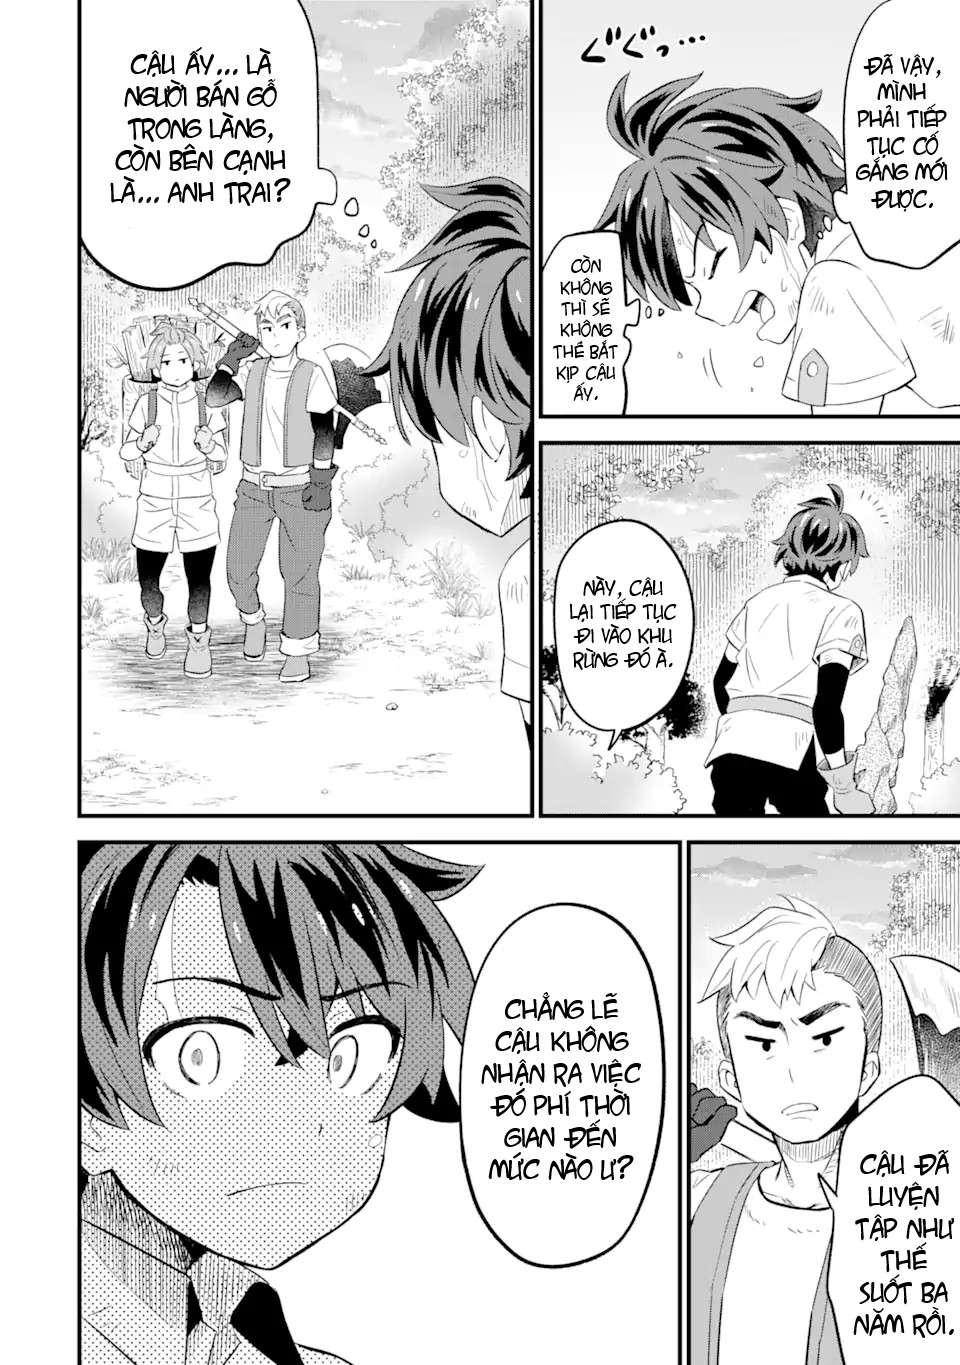 ぐぐっ…
ĐÃ VẬY,
MÌNH
PHẢI TIẾP
TỤC CỐ
GẮNG MỚI
ĐƯỢC.
CÒN
KHÔNG
THÌ SẼ
KHÔNG
THỂ BẮT
KỊP CẬU
ẤY.
NÀY, CẬU
LẠI TIẾP TỤC
ĐI VÀO KHU
RỪNG ĐÓ À.
CẬU ẤY... LÀ
NGƯỜI BÁN GỖ
TRONG LÀNG,
CÒN BÊN CẠNH
LÀ... ANH TRAI?
CẬU ĐÃ
LUYỆN
TẬP NHƯ
THẾ
SUỐT BA
NĂM RỒI.
CHẲNG LẼ
CẬU KHÔNG
NHẬN RA VIỆC
ĐÓ PHÍ THỜI
GIAN ĐẾN
MỨC NÀO Ư?